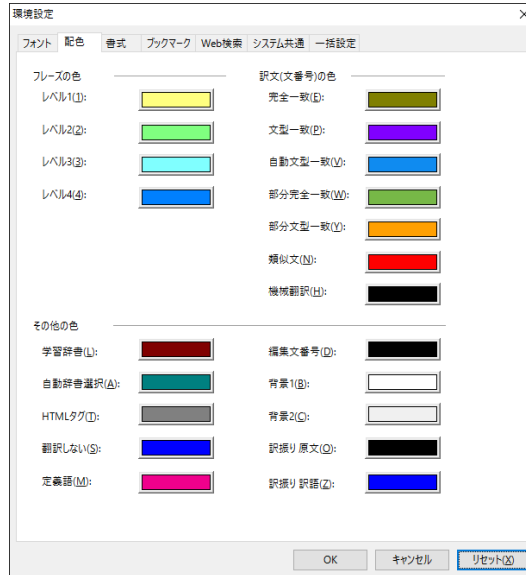 環境設定
フォント 配色 書式 ブックマーク Web検索 システム共通 一括設定
フレーズの色
レベル1(1):
レベル2(2):
レベル3(3):
レベル4(4):
訳文(文番号)の色
完全一致(E):
文型一致(P):
自動文型一致(V):
部分完全一致(W):
部分文型一致(Y):
類似文(N):
機械翻訳(H):
その他の色
学習辞書(L):
自動辞書選択(A):
HTMLタグ(T):
翻訳しない(S):
定義語(M):
編集文番号(D):
背景1(B):
背景2(C):
訳振り原文(O):
訳振り訳語(Z):
OK キャンセル リセット(X)